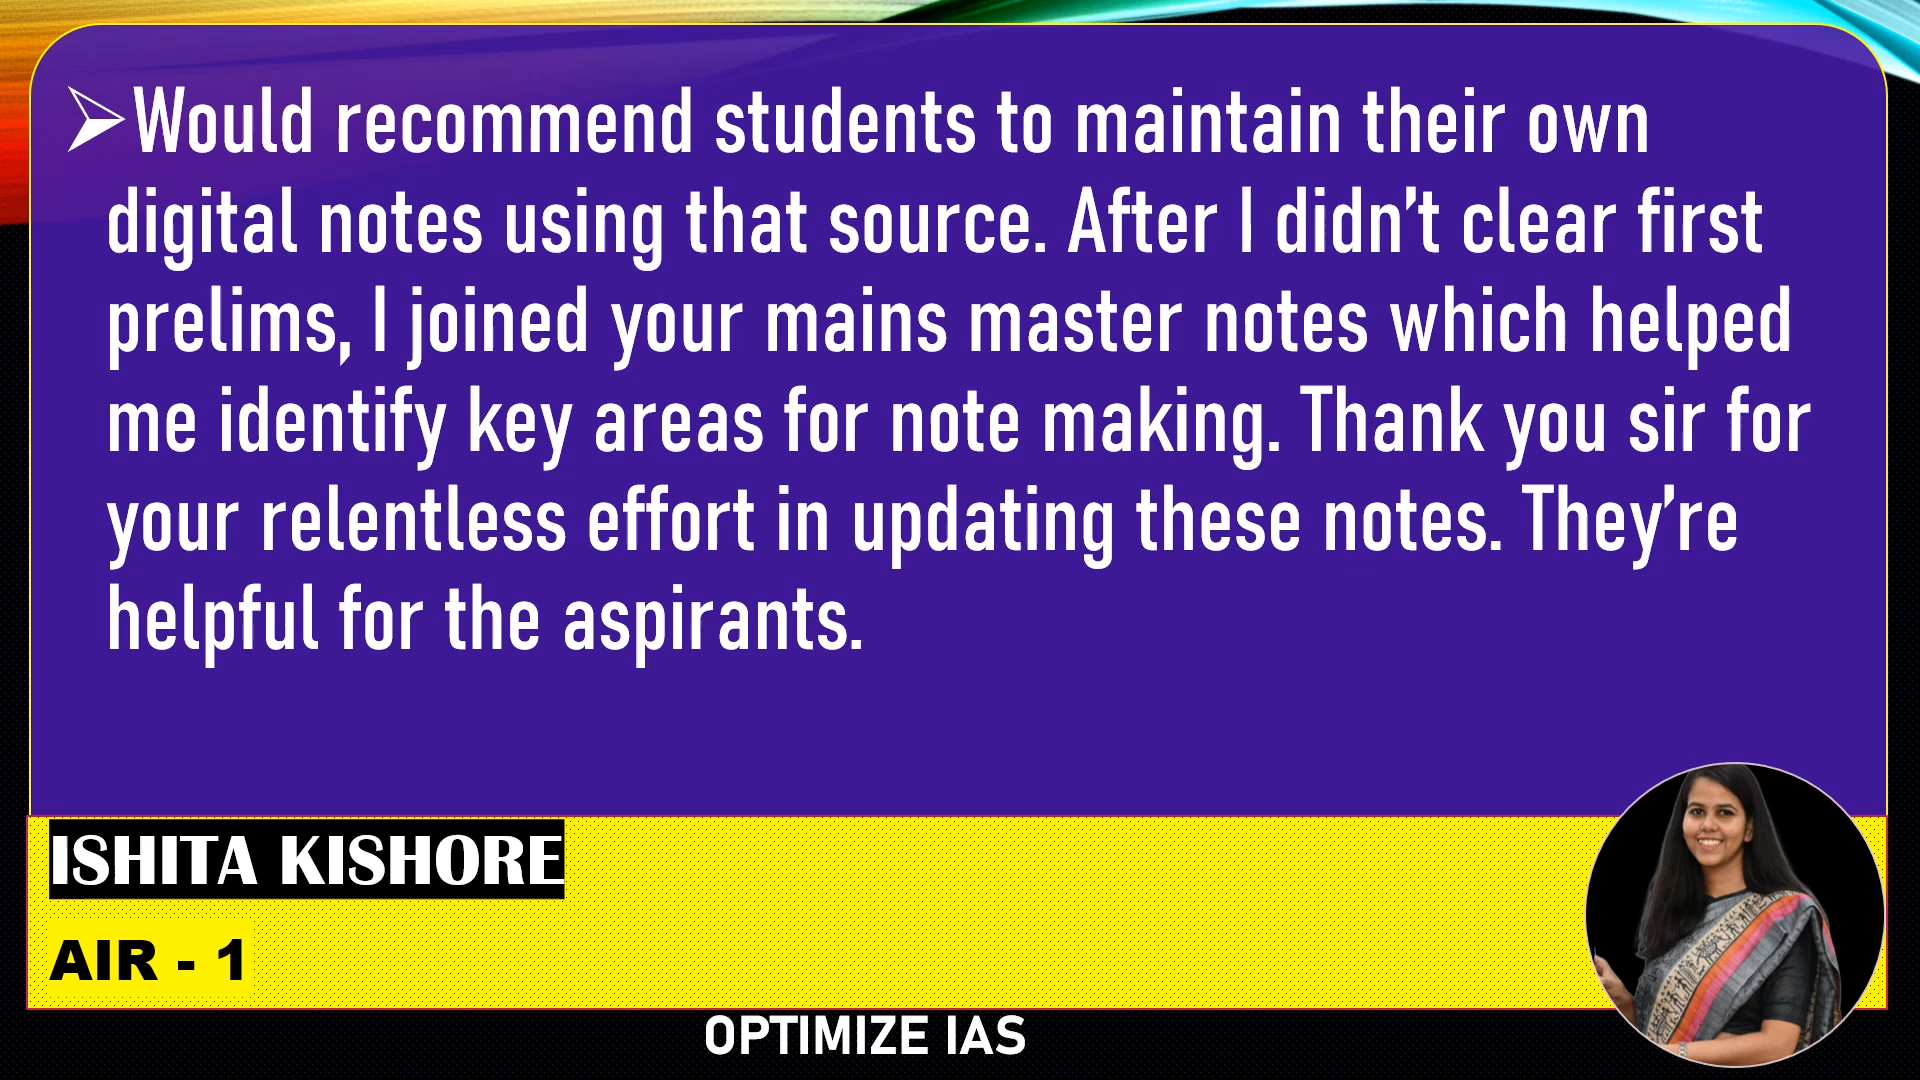 Would recommend students to maintain their own
digital notes using that source. After I didn’t clear first
prelims, I joined your mains master notes which helped
me identify key areas for note making. Thank you sir for
your relentless effort in updating these notes. They’re
helpful for the aspirants.
ISHITA KISHORE
AIR - 1
OPTIMIZE IAS